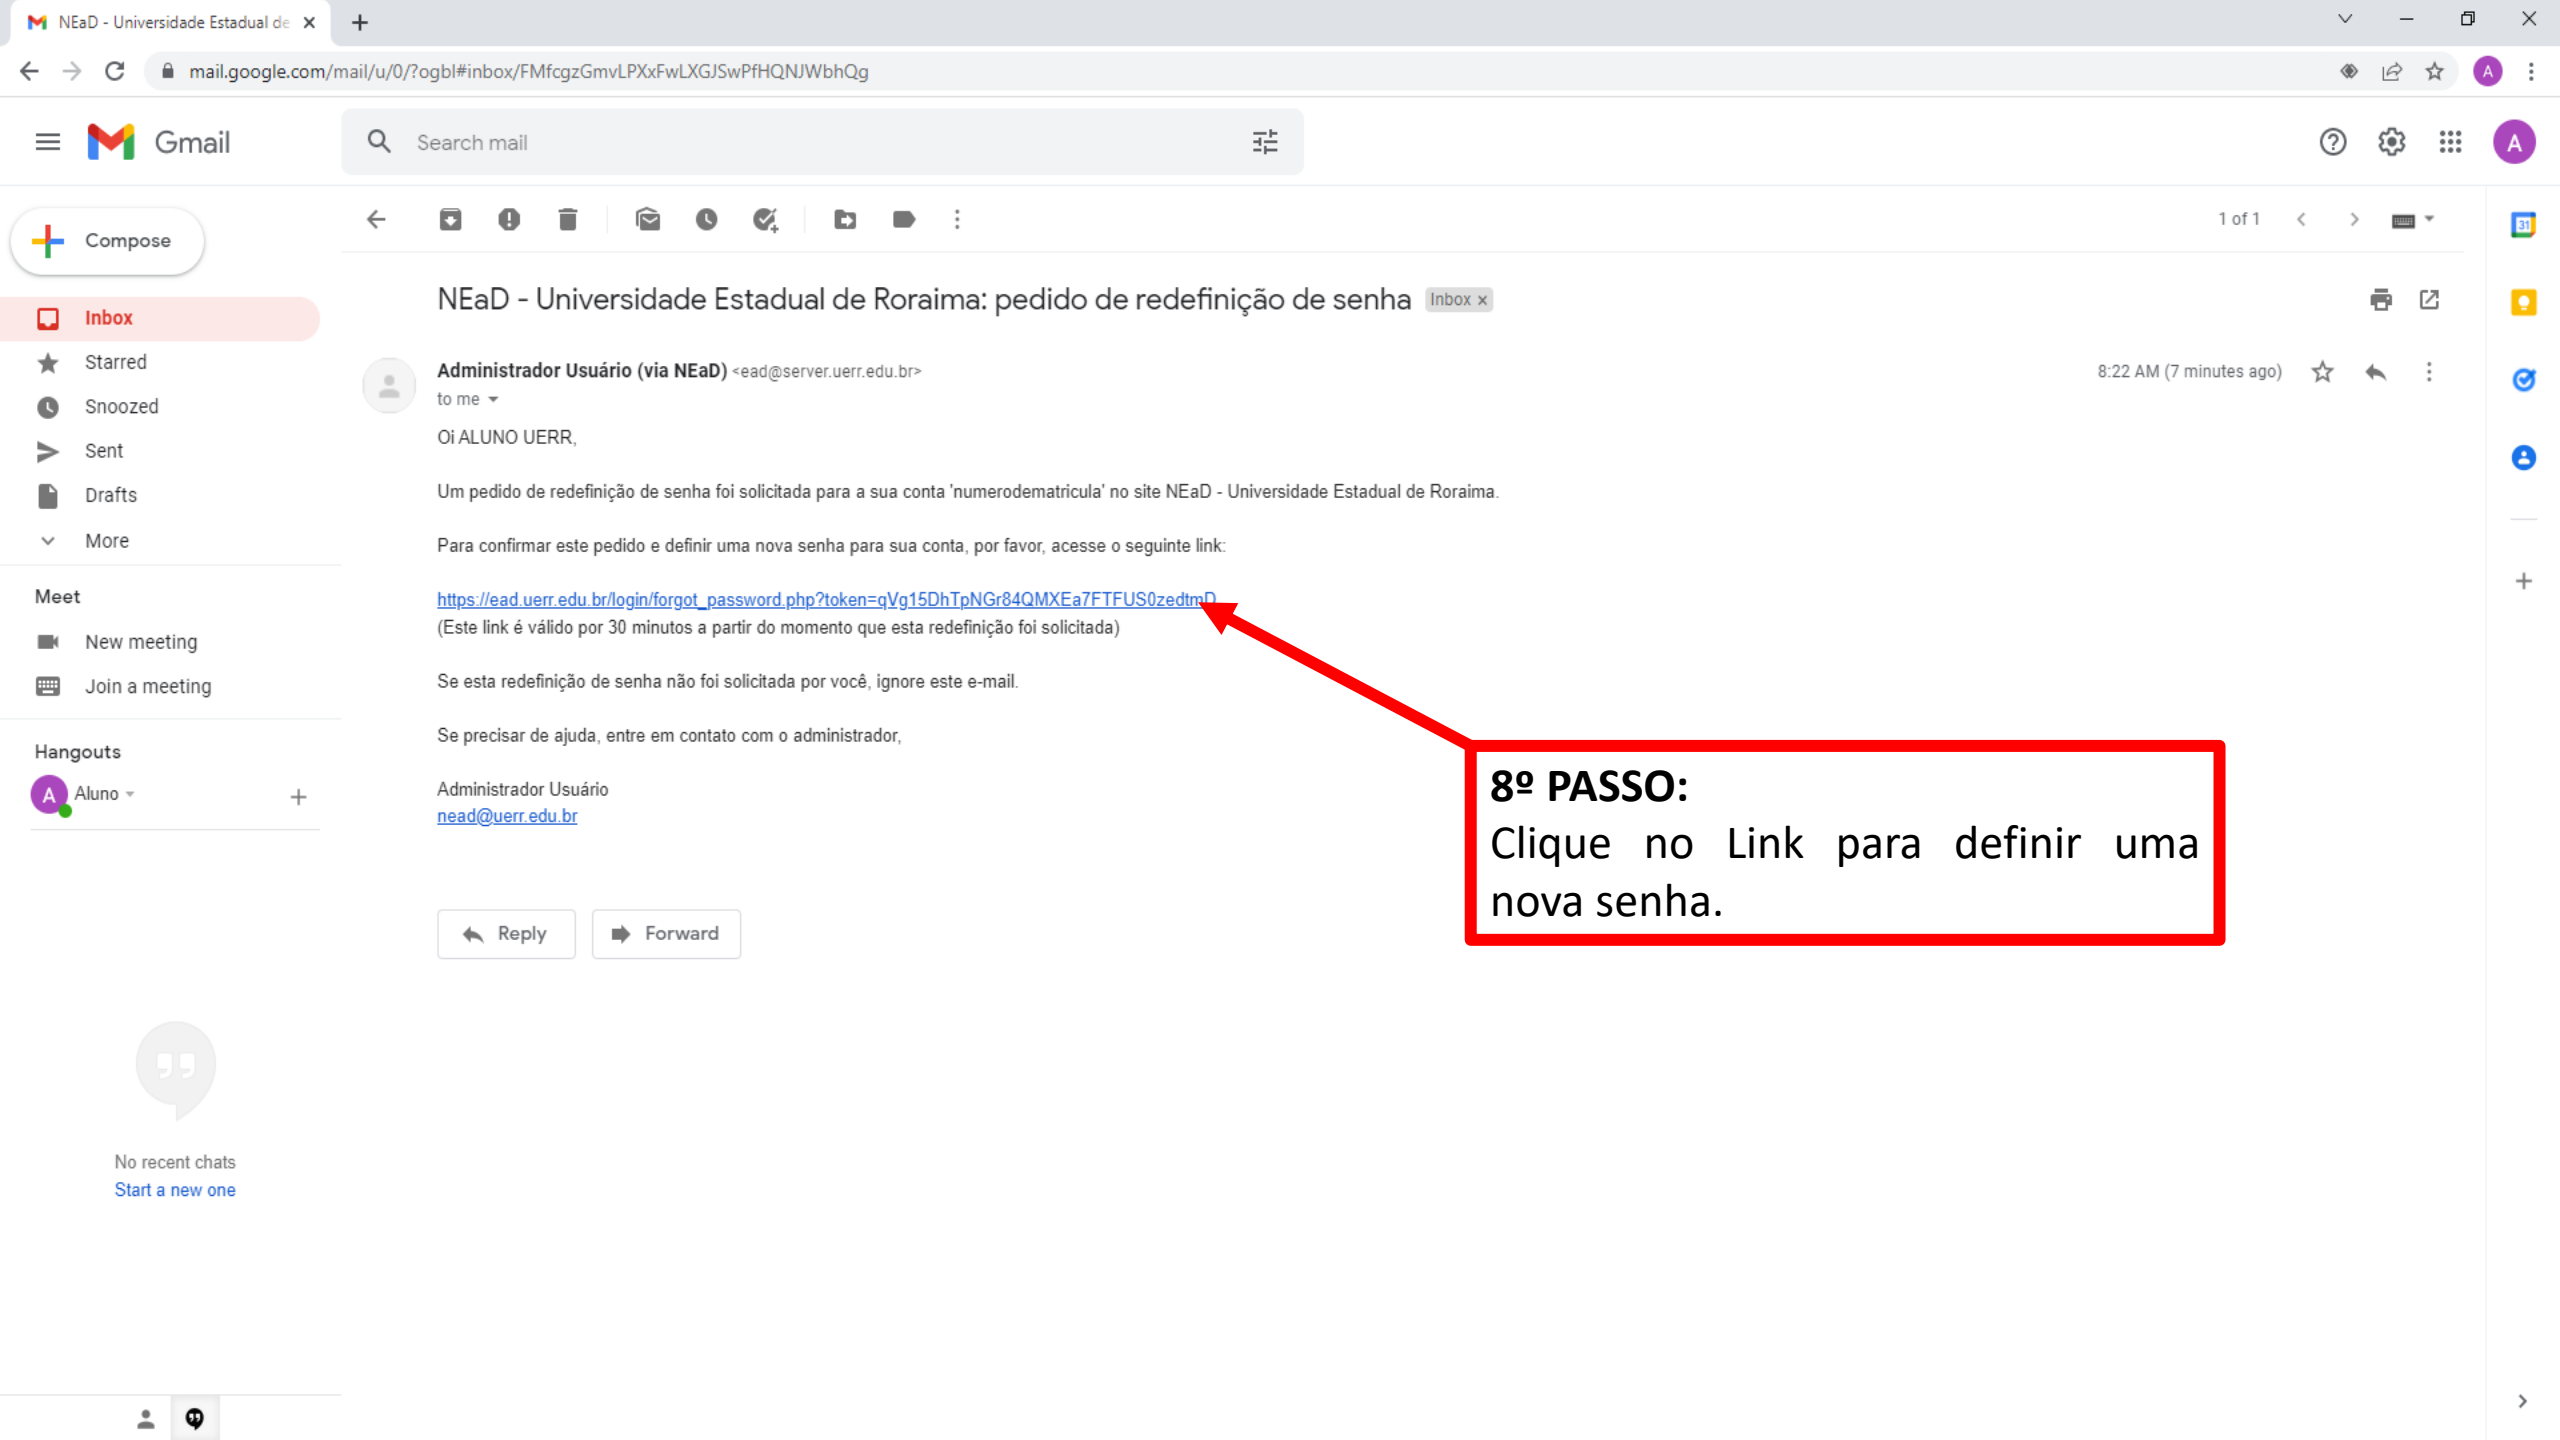 NEaD - Universidade Estadual de
mail.google.com/mail/u/0/?ogbl#inbox/FMfcgzGmvLPXxFwLXGJSwPfHQNJWbhQg
A
Gmail
Search mail
A
Compose
1 of 1
31
Inbox
Starred
Snoozed
Sent
Drafts
More
Meet
New meeting
Join a meeting
Hangouts
A Aluno
No recent chats
Start a new one
NEaD - Universidade Estadual de Roraima: pedido de redefinição de senha Inbox x
Administrador Usuário (via NEaD) <ead@server.uerr.edu.br>
8:22 AM (7 minutes ago)
to me
Oi ALUNO UERR,
Um pedido de redefinição de senha foi solicitada para a sua conta 'numerodematricula' no site NEaD - Universidade Estadual de Roraima.
Para confirmar este pedido e definir uma nova senha para sua conta, por favor, acesse o seguinte link:
https://ead.uerr.edu.br/login/forgot_password.php?token=qVg15DhTpNGr84QMXEa7FTFUS0zedtmD
(Este link é válido por 30 minutos a partir do momento que esta redefinição foi solicitada)
Se esta redefinição de senha não foi solicitada por você, ignore este e-mail.
Se precisar de ajuda, entre em contato com o administrador,
Administrador Usuário
nead@uerr.edu.br
Reply
Forward
8º PASSO:
Clique no Link para definir uma
nova senha.